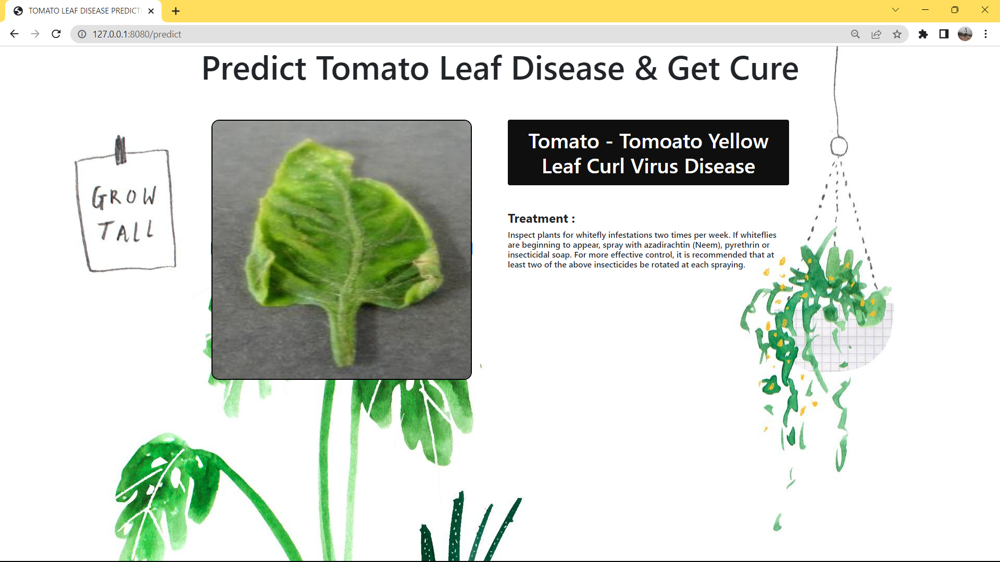 TOMATO LEAF DISEASE PREDICTI
127.0.0.1:8080/predict
Predict Tomato Leaf Disease & Get Cure
GROW
TALL
Tomato - Tomoato Yellow
Leaf Curl Virus Disease
Treatment :
Inspect plants for whitefly infestations two times per week. If whiteflies
are beginning to appear, spray with azadirachtin (Neem), pyrethrin or
insecticidal soap. For more effective control, it is recommended that at
least two of the above insecticides be rotated at each spraying.